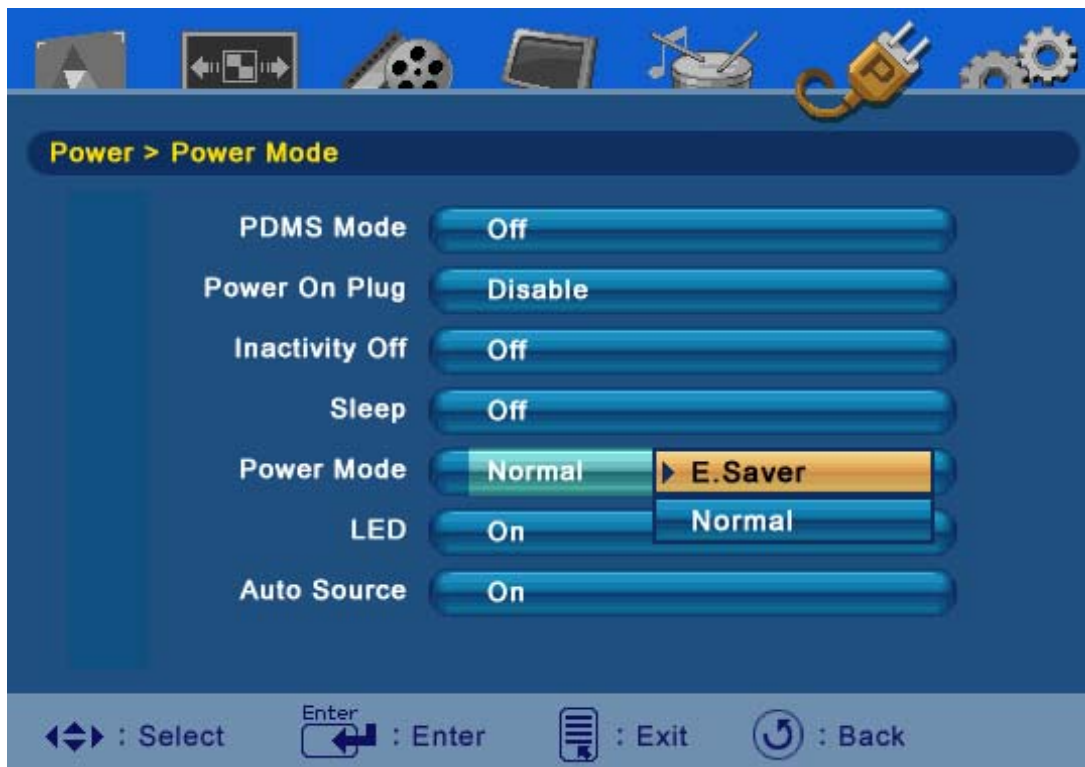 P
Power > Power Mode
PDMS Mode Off
Power On Plug Disable
Inactivity Off Off
Sleep Off
Power Mode Normal E.Saver
Normal
LED On
Auto Source On
: Select Enter : Enter : Exit : Back